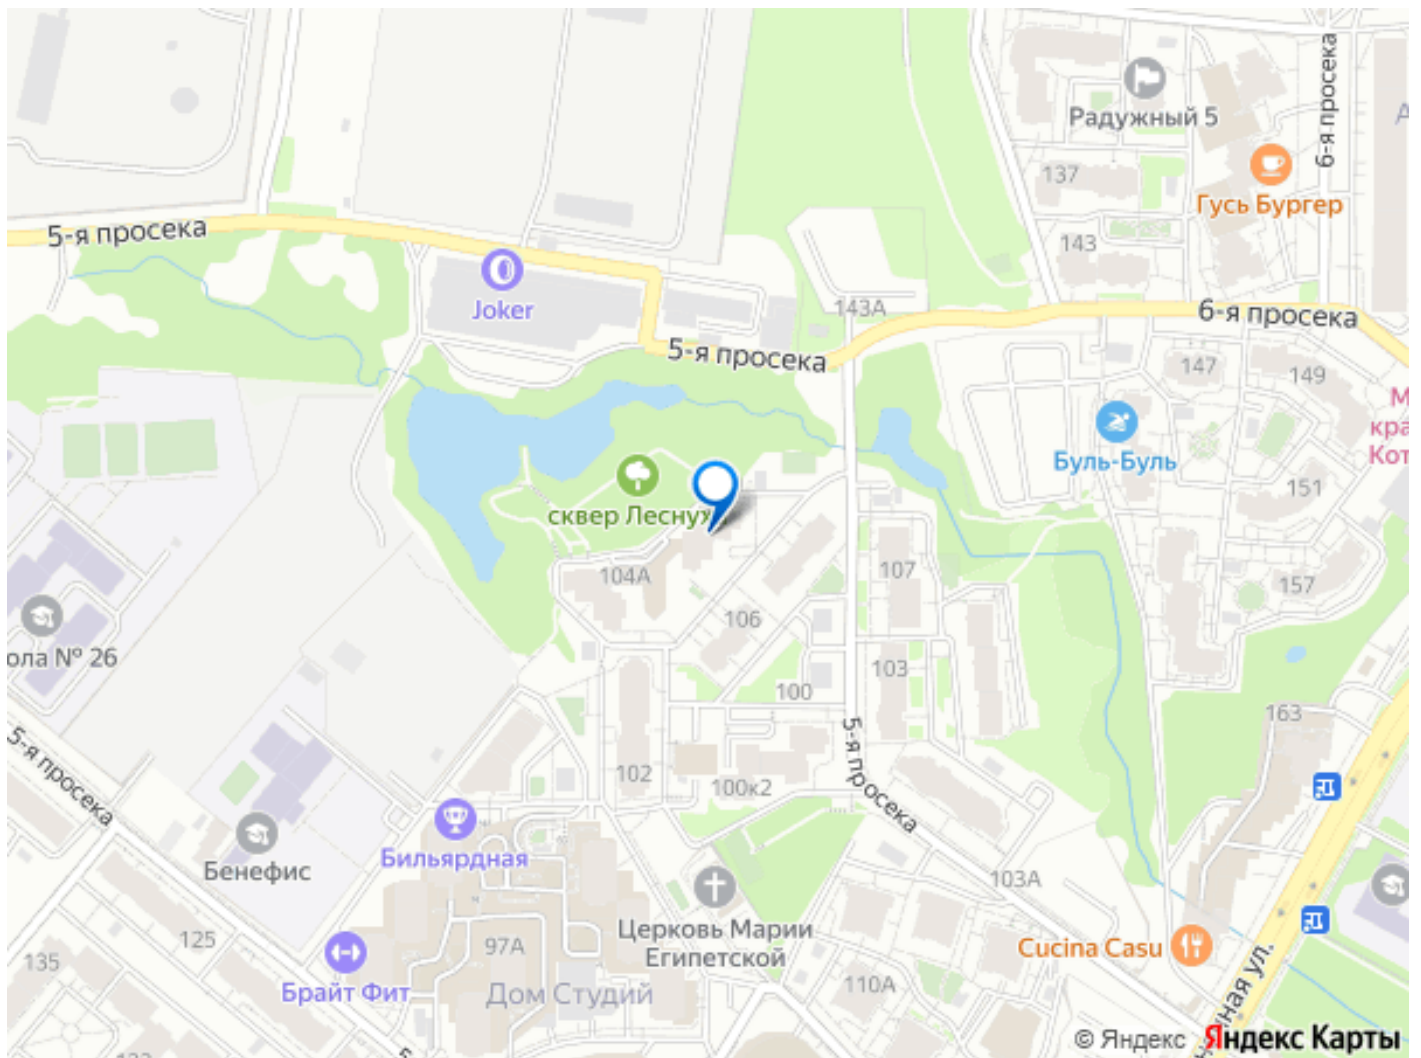 Радужный 5
6-я просека
137
Гусь Бургер
5-я просека
143
Joker
143А
6-я просека
5-я просека
147
149
Буль-Буль
151
сквер Леснух
104А
107
157
106
ола № 26
103
100
163
5-я просека
5-я просека
102
100к2
Бильярдная
Бенефис
103А
Церковь Марии
Египетской
125
97А
Cucina Casu
135
Брайт Фит
Дом Студий
110А
ная ул.
© Яндекс Яндекс Карты